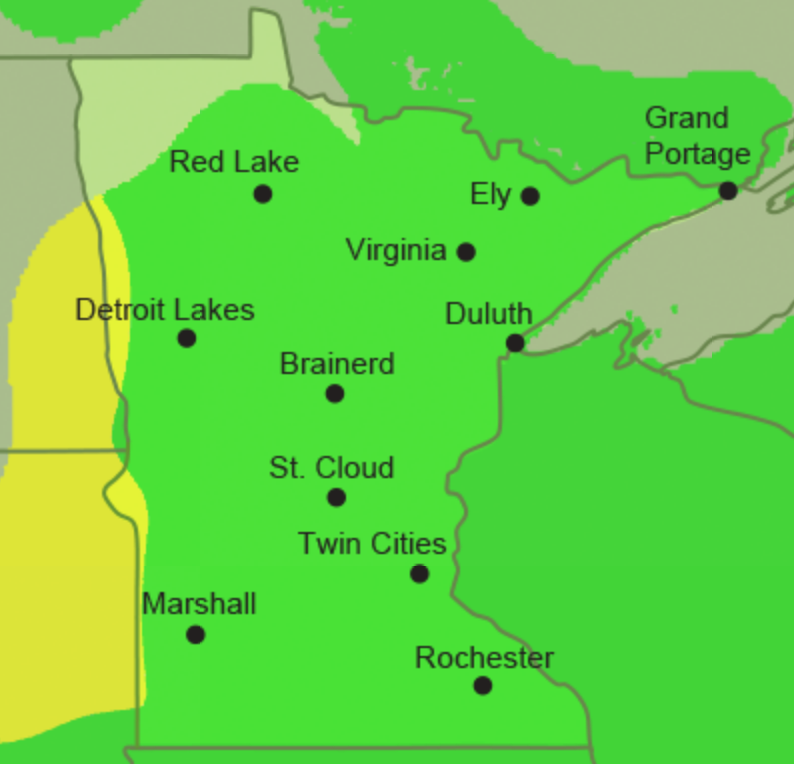 Grand
Portage
Red Lake
Ely
Virginia
Detroit Lakes
Duluth
Brainerd
St. Cloud
Twin Cities
Marshall
Rochester